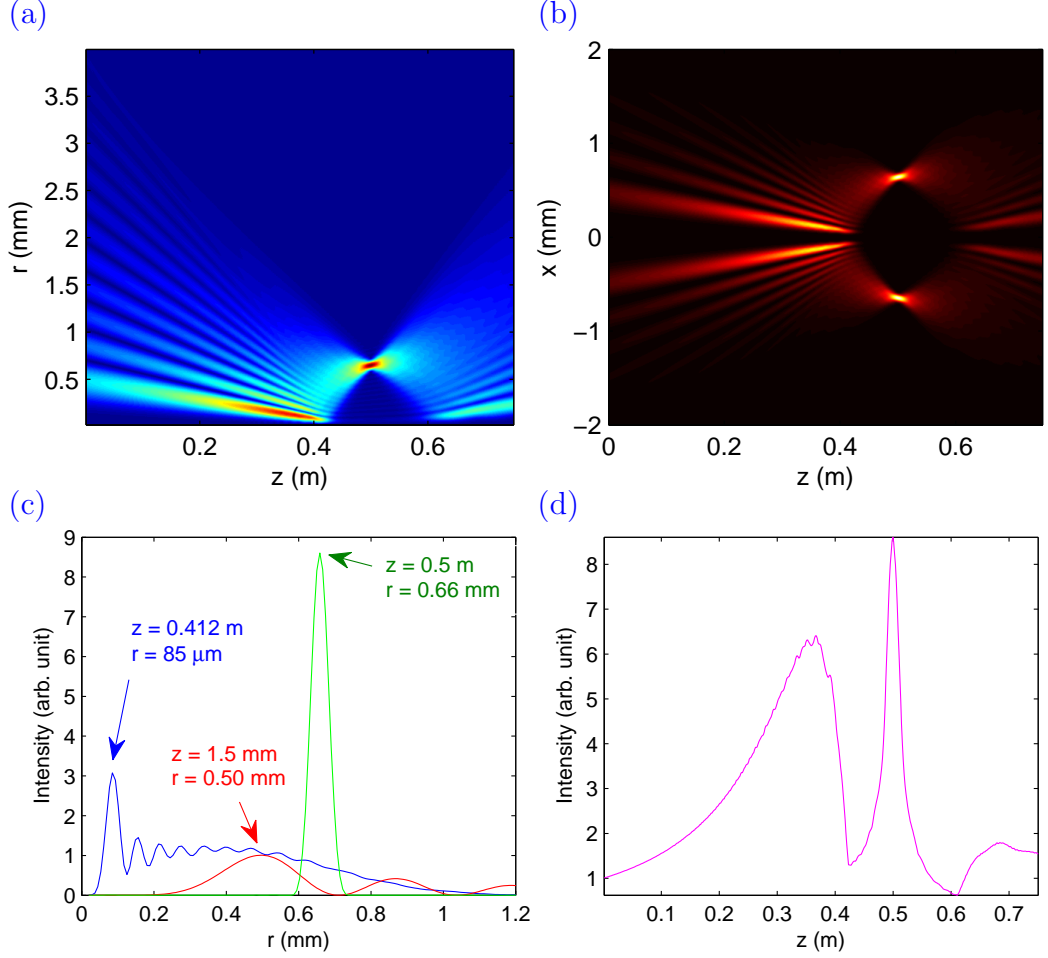 (a)
(b)
r (mm)
3.5
3
2.5
2
1.5
1
0.5
0.2
0.4
0.6
z (m)
x (mm)
2
1
0
−1
−2
0
0.2
0.4
0.6
z (m)
(c)
(d)
Intensity (arb. unit)
9
8
7
6
5
4
3
2
1
0
z = 0.5 m
r = 0.66 mm
z = 0.412 m
r = 85 μm
z = 1.5 mm
r = 0.50 mm
0
0.2
0.4
0.6
0.8
1
1.2
r (mm)
Intensity (arb. unit)
8
7
6
5
4
3
2
1
0.1
0.2
0.3
0.4
0.5
0.6
0.7
z (m)